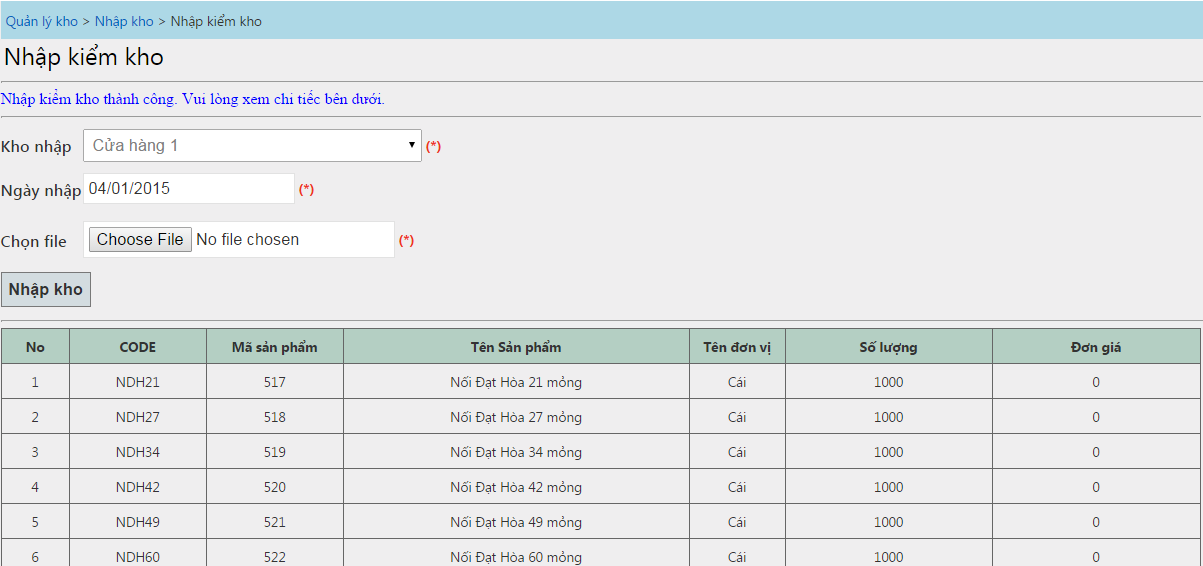 Quản lý kho > Nhập kho > Nhập kiểm kho
Nhập kiểm kho
Nhập kiểm kho thành công. Vui lòng xem chi tiếc bên dưới.
Kho nhập Cửa hàng 1 (*)
Ngày nhập 04/01/2015 (*)
Chọn file Choose File No file chosen (*)
Nhập kho
No CODE Mã sản phẩm Tên Sản phẩm Tên đơn vị Số lượng Đơn giá
1 NDH21 517 Nối Đạt Hòa 21 mỏng Cái 1000 0
2 NDH27 518 Nối Đạt Hòa 27 mỏng Cái 1000 0
3 NDH34 519 Nối Đạt Hòa 34 mỏng Cái 1000 0
4 NDH42 520 Nối Đạt Hòa 42 mỏng Cái 1000 0
5 NDH49 521 Nối Đạt Hòa 49 mỏng Cái 1000 0
6 NDH60 522 Nối Đạt Hòa 60 mỏng Cái 1000 0